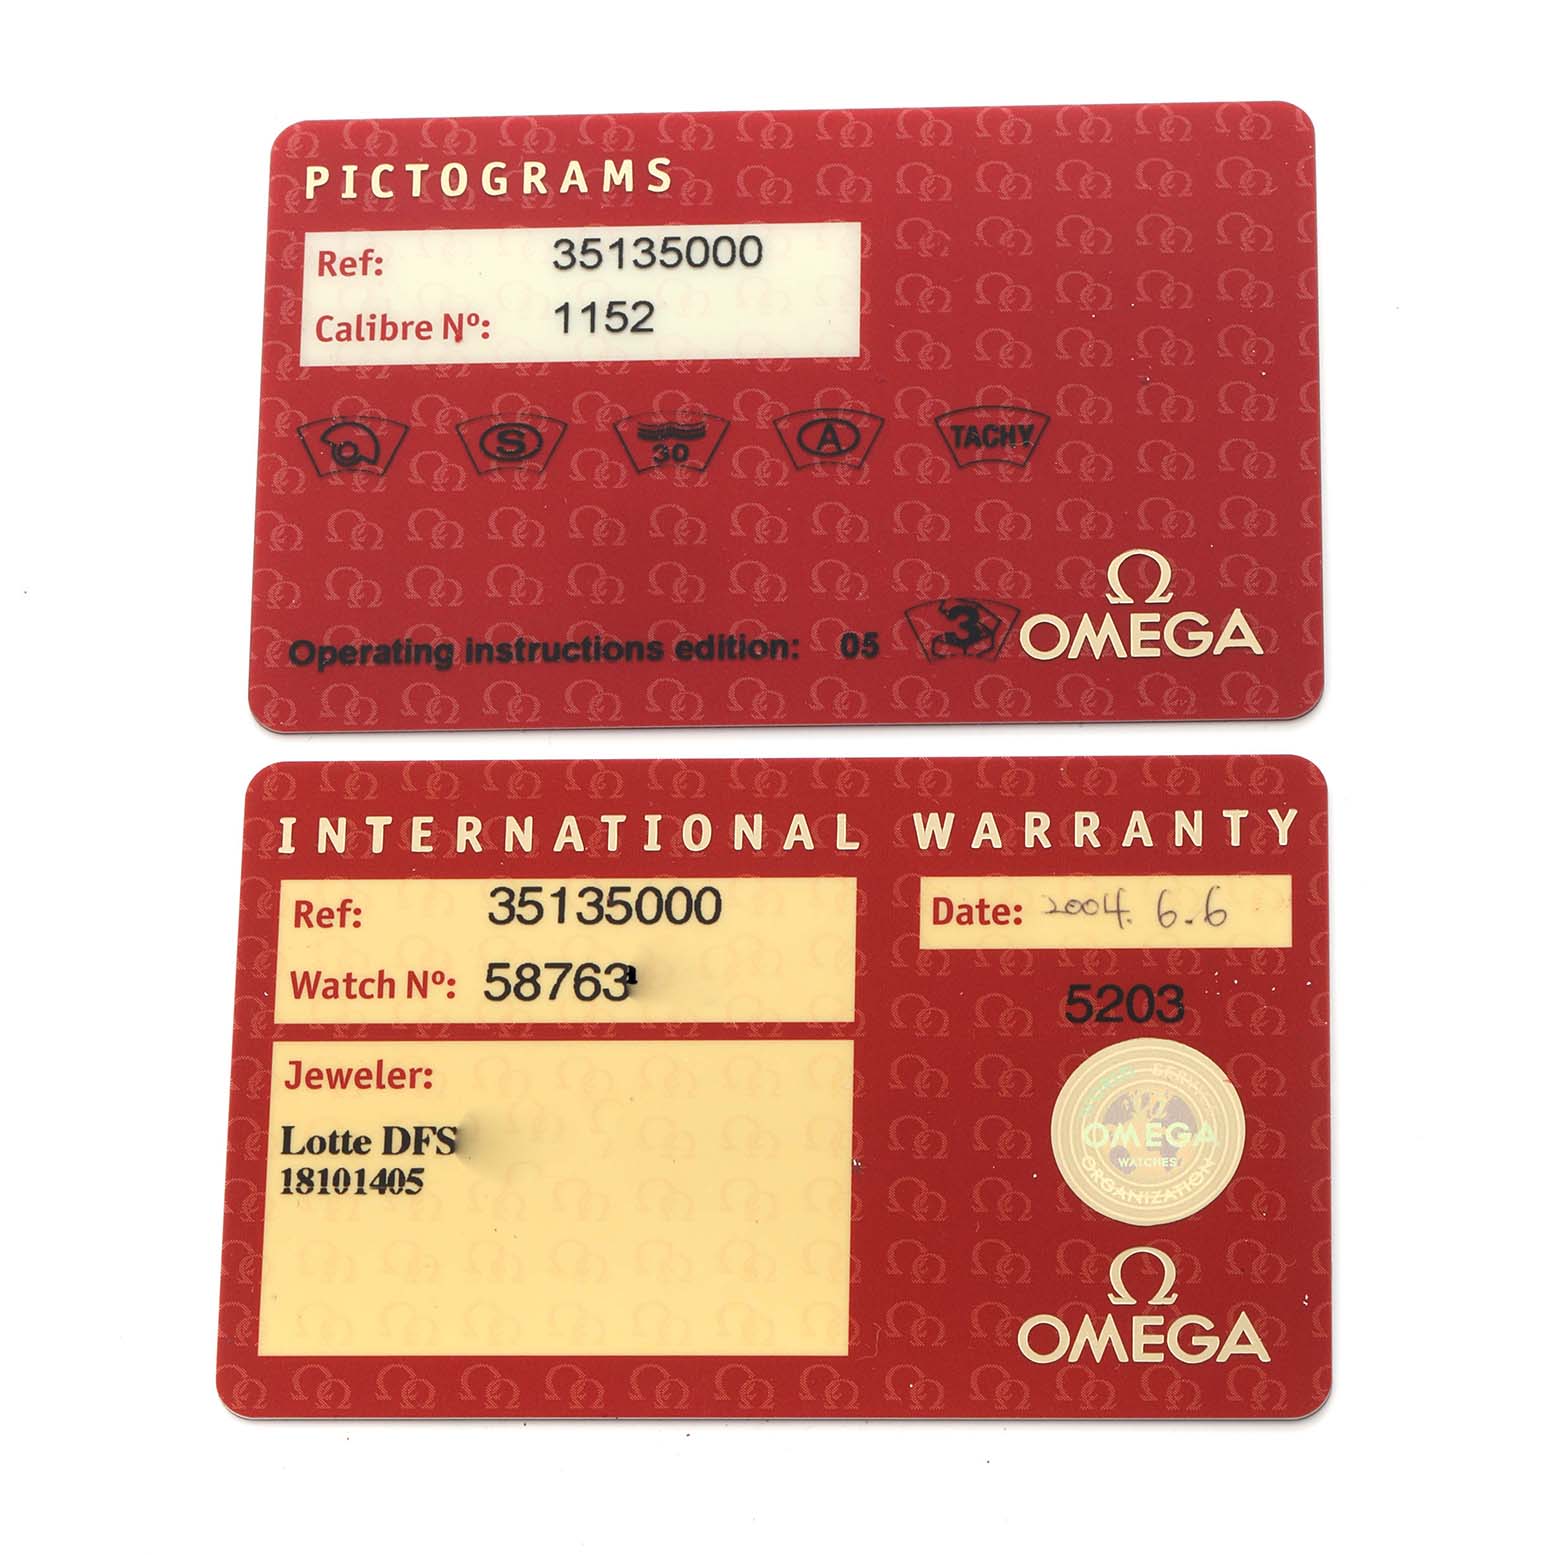 PICTOGRAMS
Ref: 35135000
Calibre Nº: 1152
S
30
A
TACHY
Operating instructions edition: 05
3
Ω
OMEGA
INTERNATIONAL WARRANTY
Ref: 35135000
Date: 2004. 6.6
Watch Nº: 58763
5203
Jeweler:
Lotte DFS
18101405
OMEGA
WATCHES
ORGANIZATION
Ω
OMEGA